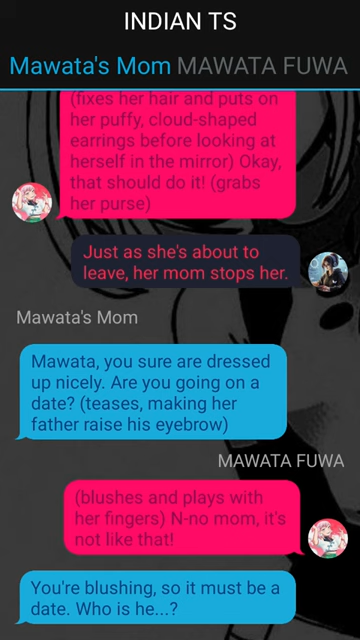 INDIAN TS
Mawata's Mom MAWATA FUWA
(fixes her hair and puts on
her puffy, cloud-shaped
earrings before looking at
herself in the mirror) Okay,
that should do it! (grabs
her purse)
Just as she's about to
leave, her mom stops her.
Mawata's Mom
Mawata, you sure are dressed
up nicely. Are you going on a
date? (teases, making her
father raise his eyebrow)
MAWATA FUWA
(blushes and plays with
her fingers) N-no mom, it's
not like that!
You're blushing, so it must be a
date. Who is he...?